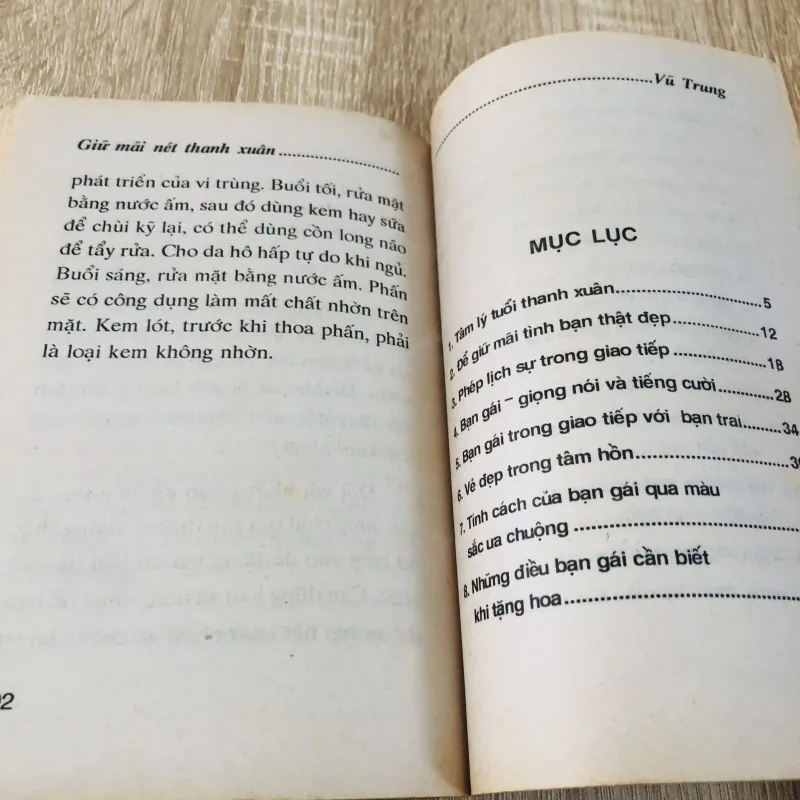 Giữ mãi nét thanh xuân........................
phát triển của vi trùng. Buổi tối, rửa mặt
bằng nước ấm, sau đó dùng kem hay sữa
để chùi kỹ lại, có thể dùng cồn long não
để tẩy rửa. Cho da hô hấp tự do khi ngủ.
Buổi sáng, rửa mặt bằng nước ấm. Phấn
sẽ có công dụng làm mất chất nhờn trên
mặt. Kem lót, trước khi thoa phấn, phải
là loại kem không nhờn.
........................Vũ Trung
MỤC LỤC
1. Tâm lý tuổi thanh xuân........................5
2. Để giữ mãi tình bạn thật đẹp...............12
3. Phép lịch sự trong giao tiếp...............18
4. Bạn gái – giọng nói và tiếng cười.........28
5. Bạn gái trong giao tiếp với bạn trai........34
6. Vẻ đẹp trong tâm hồn........................
7. Tính cách của bạn gái qua màu
sắc ưa chuộng........................
8. Những điều bạn gái cần biết
khi tặng hoa........................